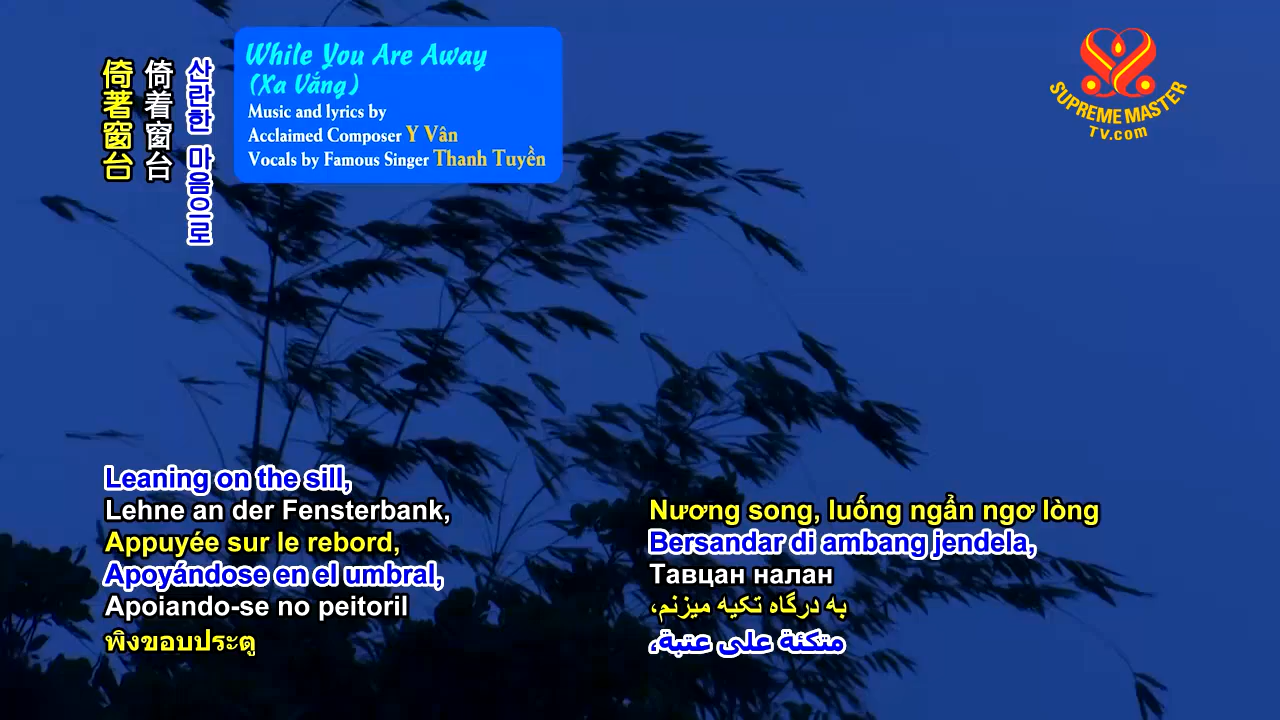 倚著窗台
倚着窗台
산란한 마음으로
While You Are Away
(Xa Vắng)
Music and lyrics by
Acclaimed Composer Y Vân
Vocals by Famous Singer Thanh Tuyền
SUPREME MASTER
TV.com
Leaning on the sill,
Lehne an der Fensterbank,
Appuyée sur le rebord,
Apoyándose en el umbral,
Apoiando-se no peitoril
พิงขอบประตู
Nương song, luống ngẩn ngơ lòng
Bersandar di ambang jendela,
Тавцан налан
به درگاه تکیه میزنم،
متكئة على عتبة،